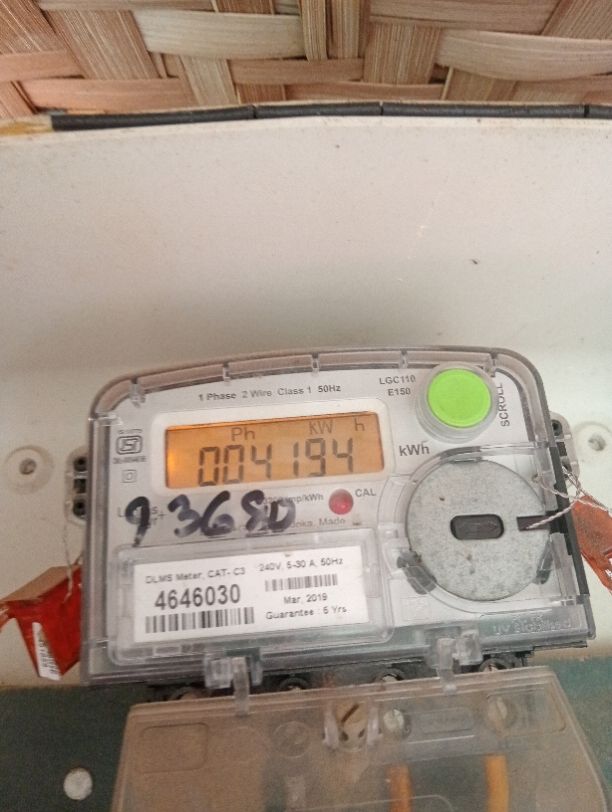 1 Phase 2 Wire Class 1 50Hz
LGC110
E150
SCROLL
Ph kW h
004194
kWh
CAL
93680
Made
DLMS Meter, CAT- C3
240V, 5-30 A, 50Hz
4646030
Mar, 2019
Guarantee : 5 Yrs